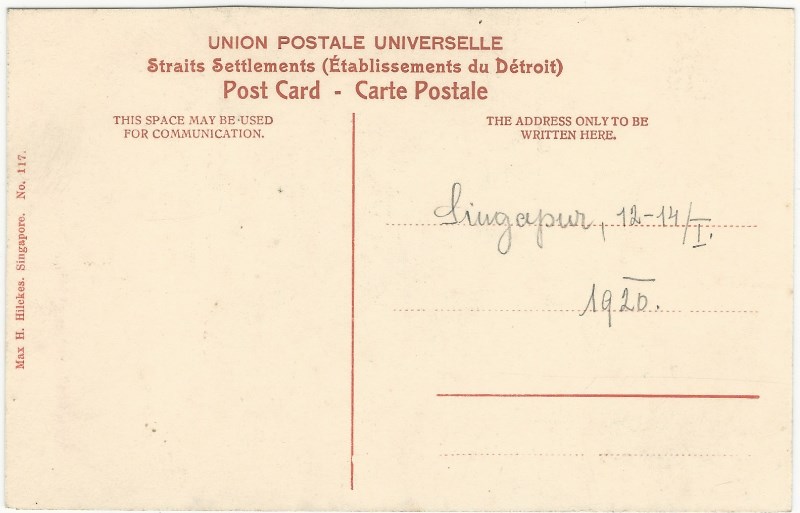 UNION POSTALE UNIVERSELLE
Straits Settlements (Établissements du Détroit)
Post Card - Carte Postale
THIS SPACE MAY BE USED
FOR COMMUNICATION.
THE ADDRESS ONLY TO BE
WRITTEN HERE.
Max H. Hilckes. Singapore. No. 117.
Singapur, 12-14/I.
1920.